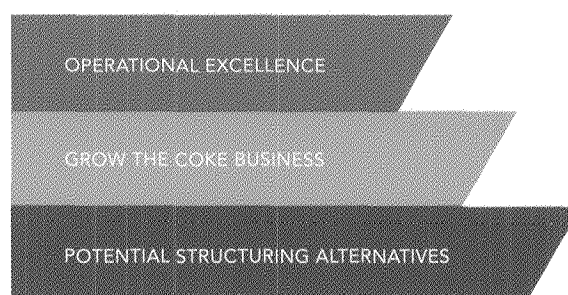 OPERATIONAL EXCELLENCE
GROW THE COKE BUSINESS
POTENTIAL STRUCTURING ALTERNATIVES